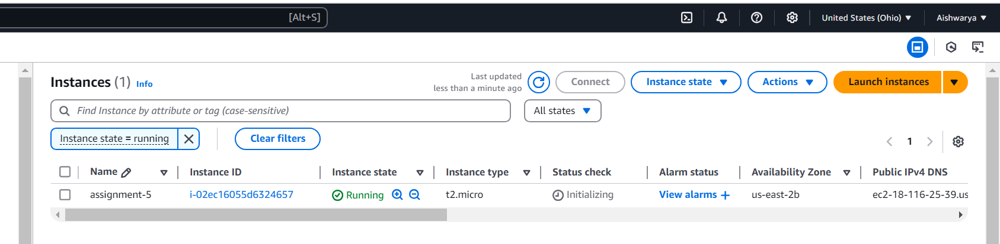 [Alt+S] United States (Ohio) Aishwarya
Instances (1) Info
Last updated
less than a minute ago
Connect Instance state Actions Launch instances
Find Instance by attribute or tag (case-sensitive) All states
Instance state = running Clear filters
1
Name Instance ID Instance state Instance type Status check Alarm status Availability Zone Public IPv4 DNS
assignment-5 i-02ec16055d6324657 Running t2.micro Initializing View alarms + us-east-2b ec2-18-116-25-39.us